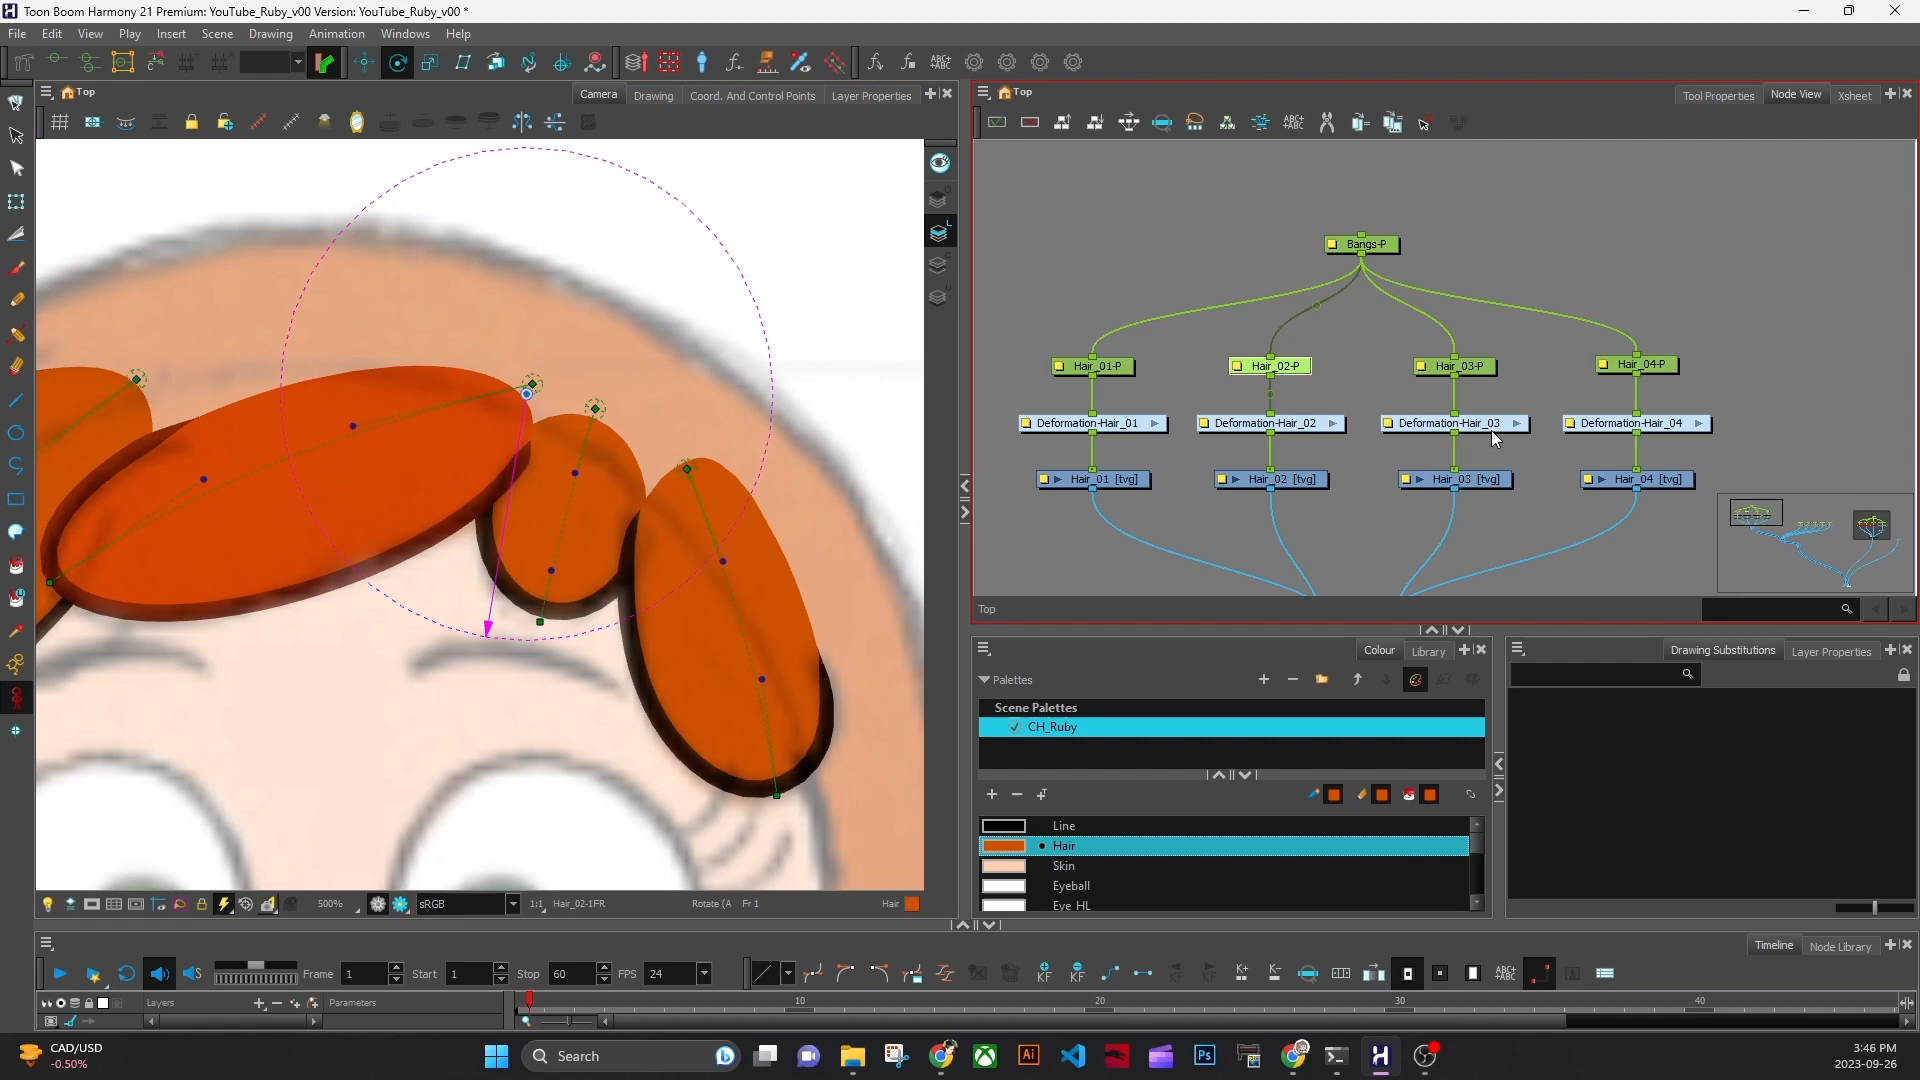 Toon Boom Harmony 21 Premium: YouTube_Ruby_v00 Version: YouTube_Ruby_v00 *
File Edit View Play Insert Scene Drawing Animation Windows Help
Top
Camera Drawing Coord. And Control Points Layer Properties
Top
Tool Properties Node View Xsheet
Bangs-P
Hair_01-P Hair_02-P Hair_03-P Hair_04-P
Deformation-Hair_01 Deformation-Hair_02 Deformation-Hair_03 Deformation-Hair_04
Hair_01 [tvg] Hair_02 [tvg] Hair_03 [tvg] Hair_04 [tvg]
Top
Colour Library
Drawing Substitutions Layer Properties
Palettes
Scene Palettes
CH_Ruby
Line
Hair
Skin
Eyeball
Eye HL
500% sRGB 1:1 Hair_02-1FR Rotate (A Fr 1 Hair
Timeline Node Library
Frame 1 Start 1 Stop 60 FPS 24
Layers Parameters
10 20 30 40
CAD/USD
-0.50%
Search
3:46 PM
2023-09-26